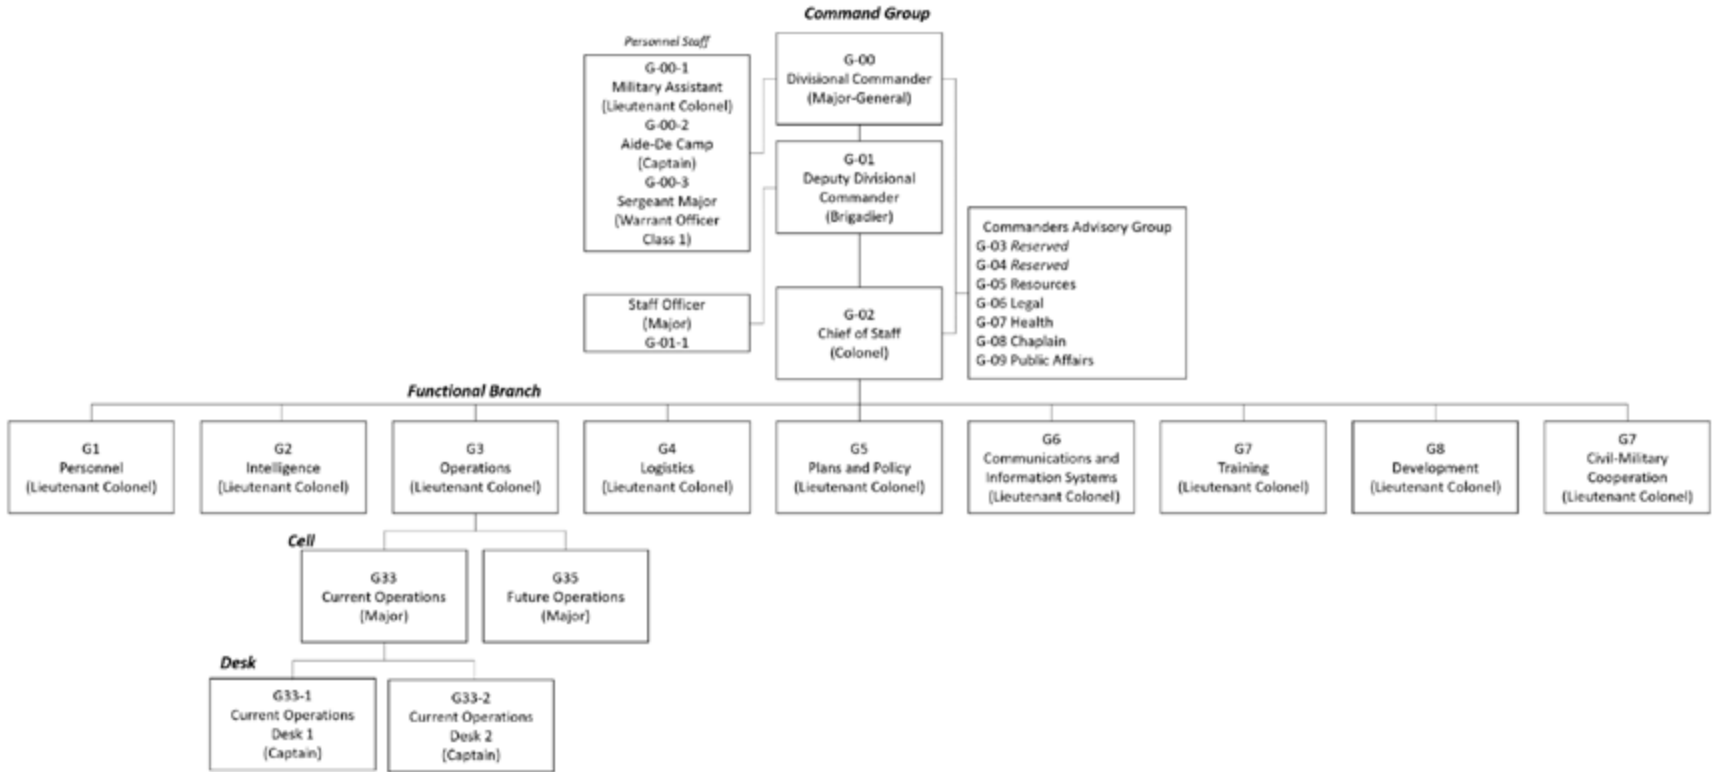 Command Group
Personnel Staff
G-00-1
Military Assistant
(Lieutenant Colonel)
G-00-2
Aide-De Camp
(Captain)
G-00-3
Sergeant Major
(Warrant Officer
Class 1)
G-00
Divisional Commander
(Major-General)
G-01
Deputy Divisional
Commander
(Brigadier)
Staff Officer
(Major)
G-01-1
G-02
Chief of Staff
(Colonel)
Commanders Advisory Group
G-03 Reserved
G-04 Reserved
G-05 Resources
G-06 Legal
G-07 Health
G-08 Chaplain
G-09 Public Affairs
Functional Branch
G1
Personnel
(Lieutenant Colonel)
G2
Intelligence
(Lieutenant Colonel)
G3
Operations
(Lieutenant Colonel)
G4
Logistics
(Lieutenant Colonel)
G5
Plans and Policy
(Lieutenant Colonel)
G6
Communications and
Information Systems
(Lieutenant Colonel)
G7
Training
(Lieutenant Colonel)
G8
Development
(Lieutenant Colonel)
G7
Civil-Military
Cooperation
(Lieutenant Colonel)
Cell
G33
Current Operations
(Major)
G35
Future Operations
(Major)
Desk
G33-1
Current Operations
Desk 1
(Captain)
G33-2
Current Operations
Desk 2
(Captain)